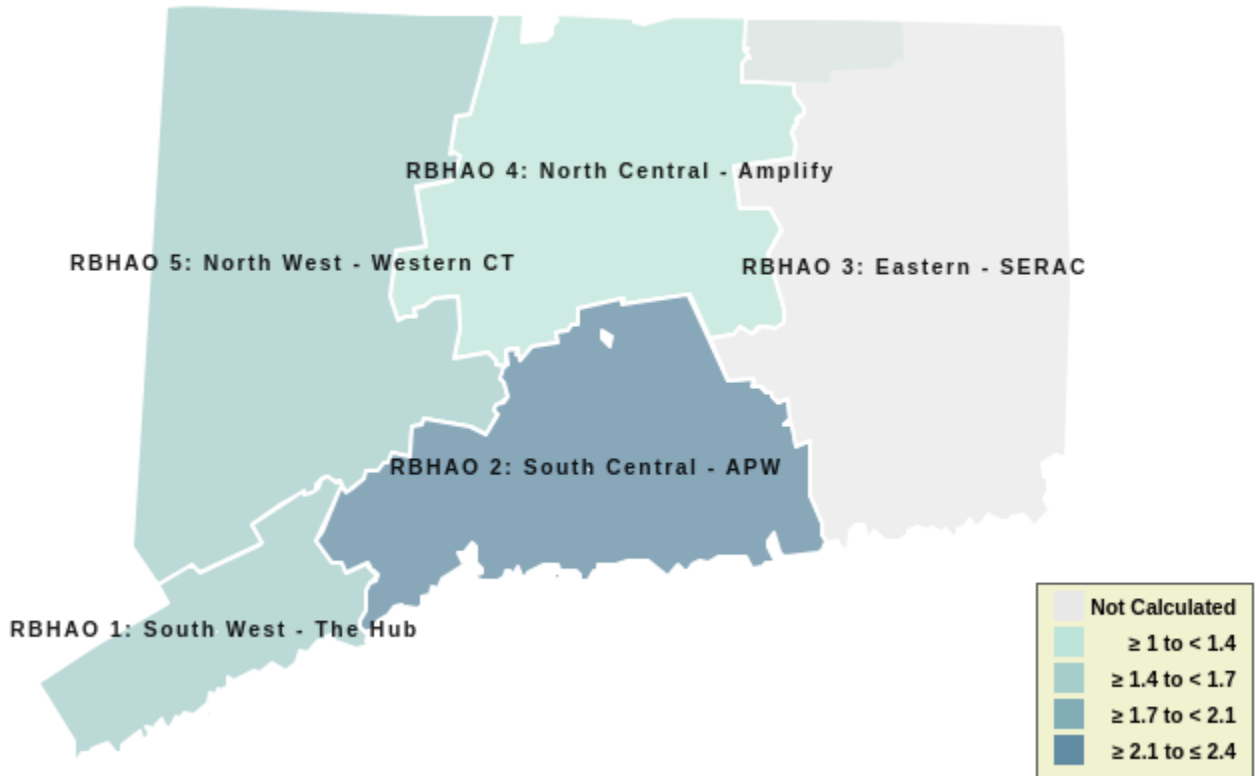 RBHAO 4: North Central - Amplify
RBHAO 5: North West - Western CT
RBHAO 3: Eastern - SERAC
RBHAO 2: South Central - APW
RBHAO 1: South West - The Hub
Not Calculated
≥ 1 to < 1.4
≥ 1.4 to < 1.7
≥ 1.7 to < 2.1
≥ 2.1 to ≤ 2.4